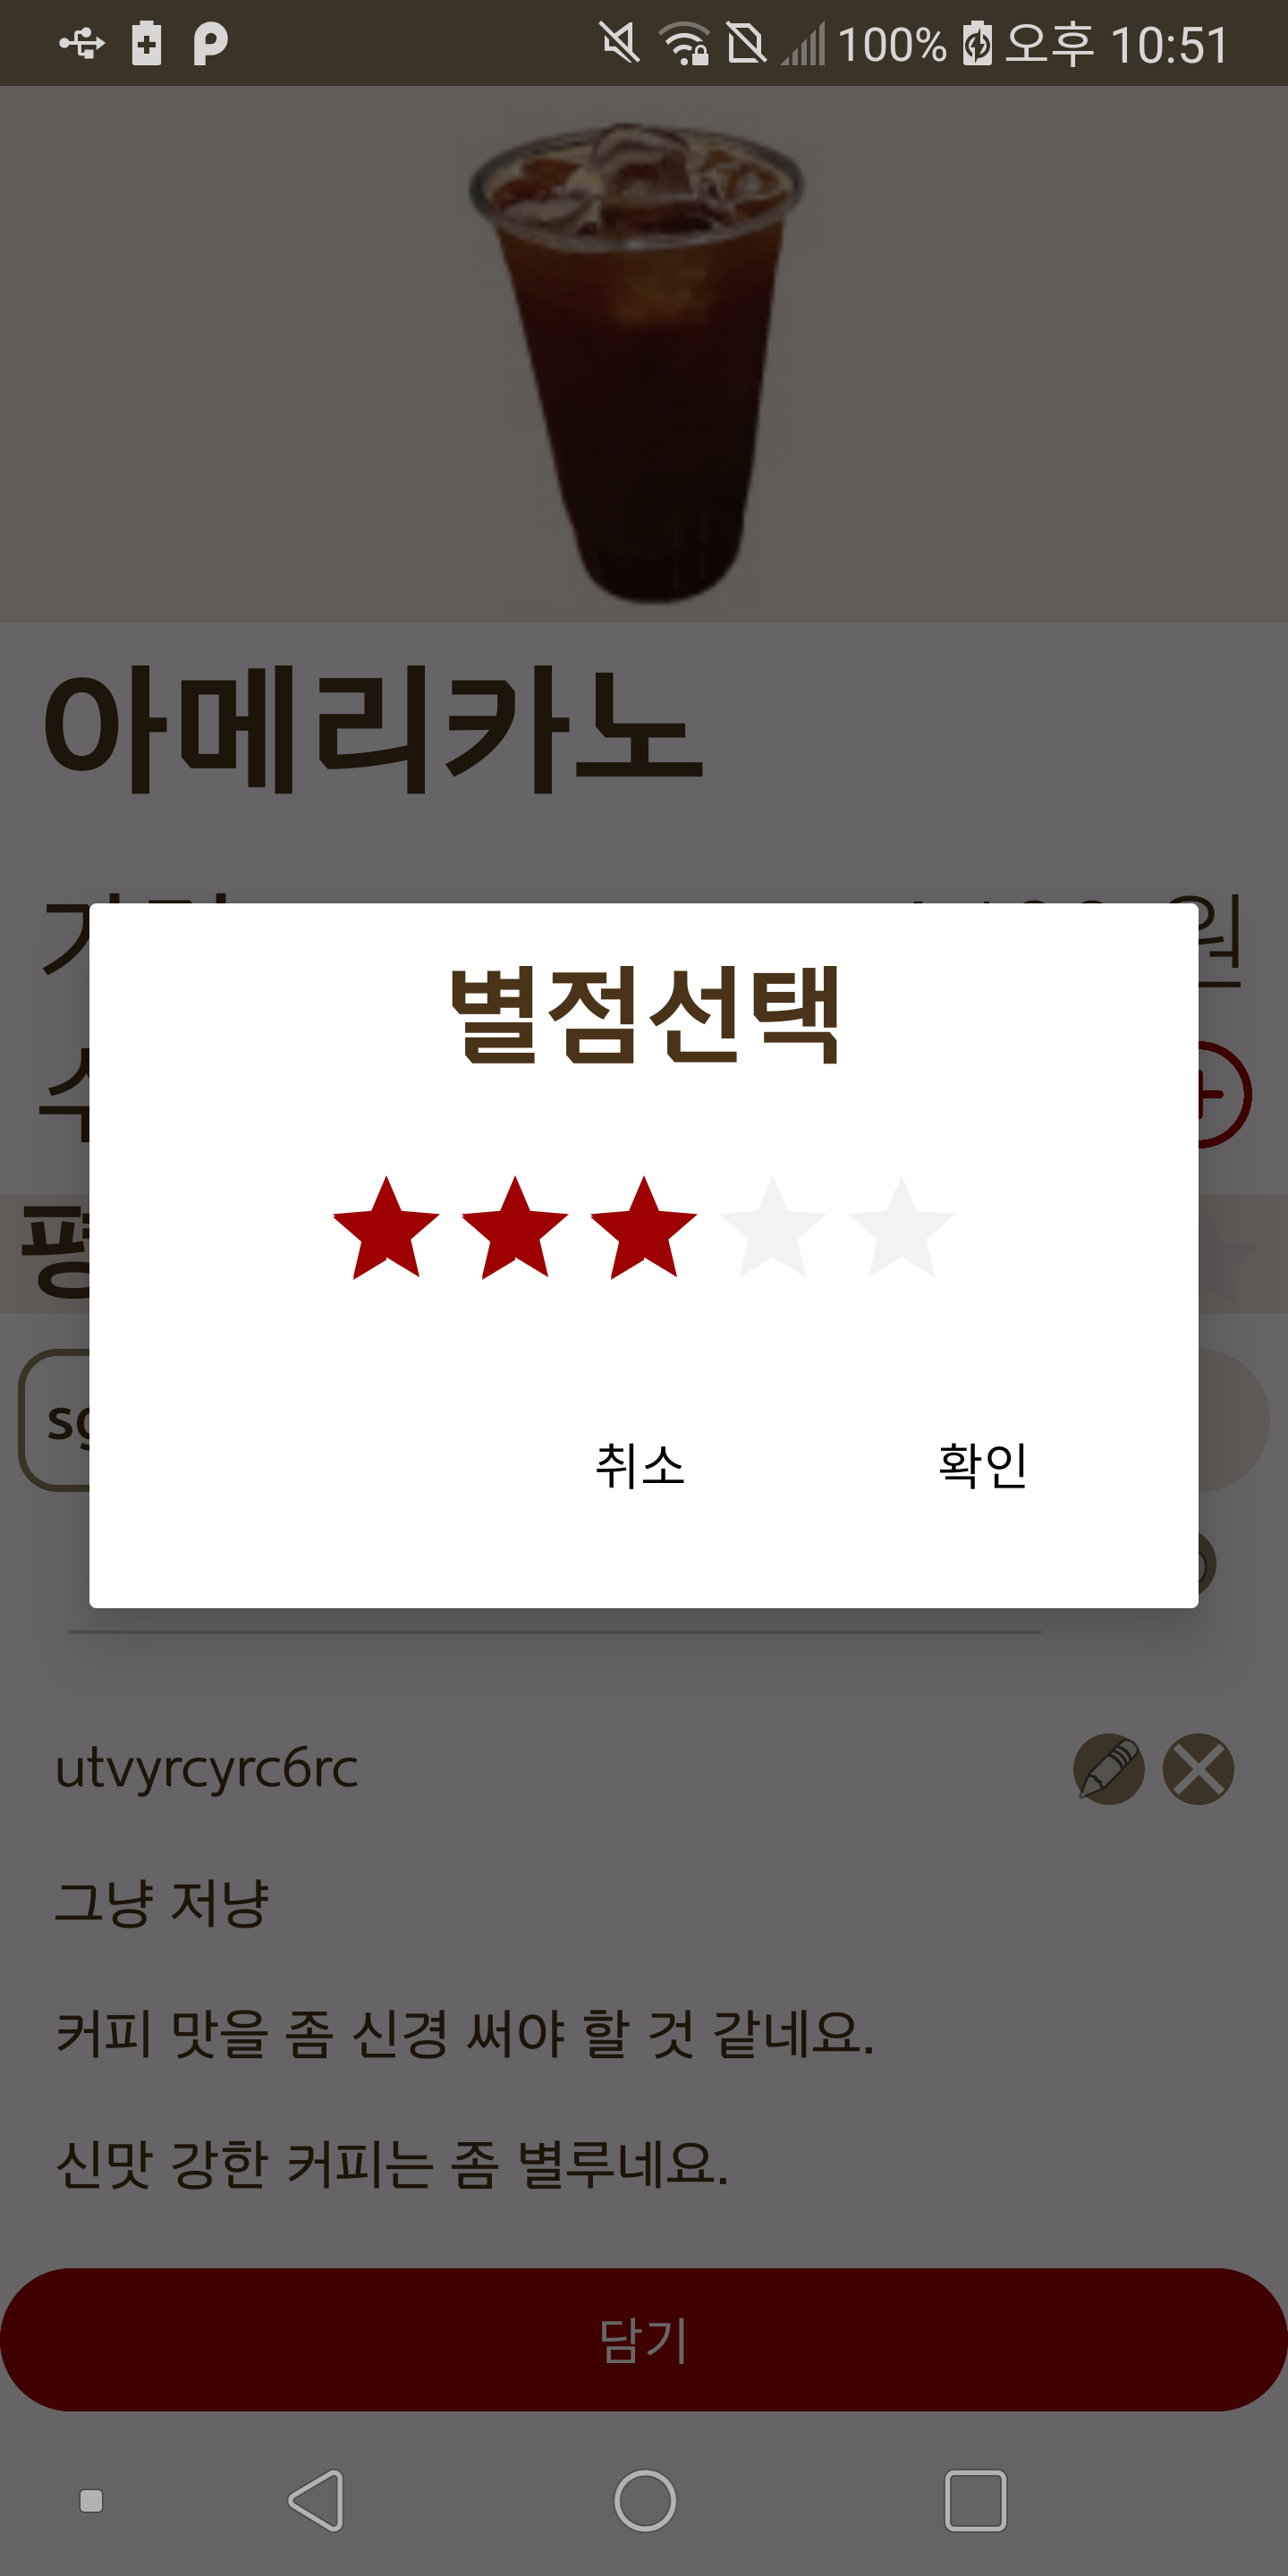 100% 오후 10:51
아메리카노
원
별점선택
취소 확인
utvyrcyrc6rc
그냥 저냥
커피 맛을 좀 신경 써야 할 것 같네요.
신맛 강한 커피는 좀 별루네요.
담기